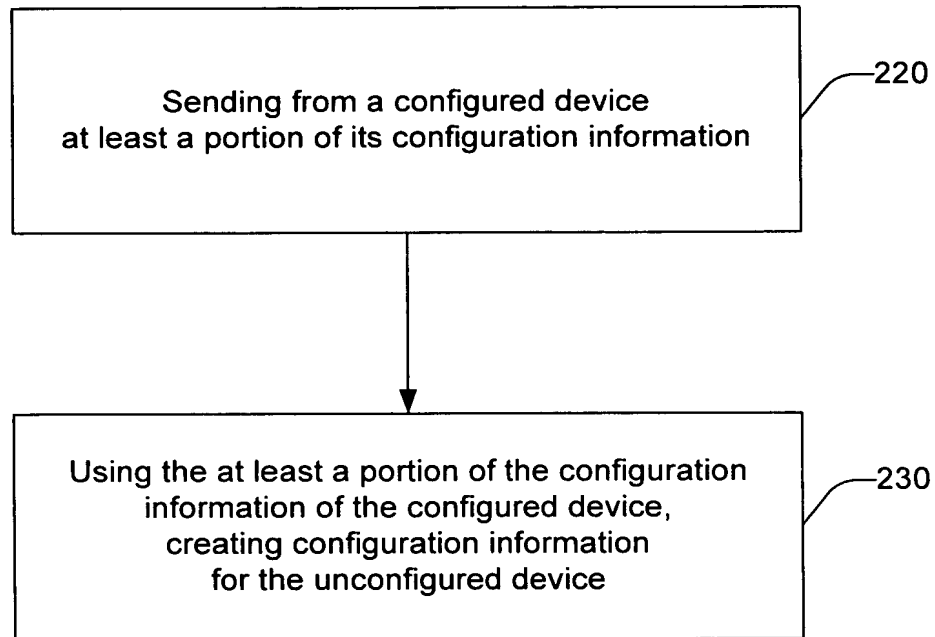 Sending from a configured device
at least a portion of its configuration information
220
Using the at least a portion of the configuration
information of the configured device,
creating configuration information
for the unconfigured device
230